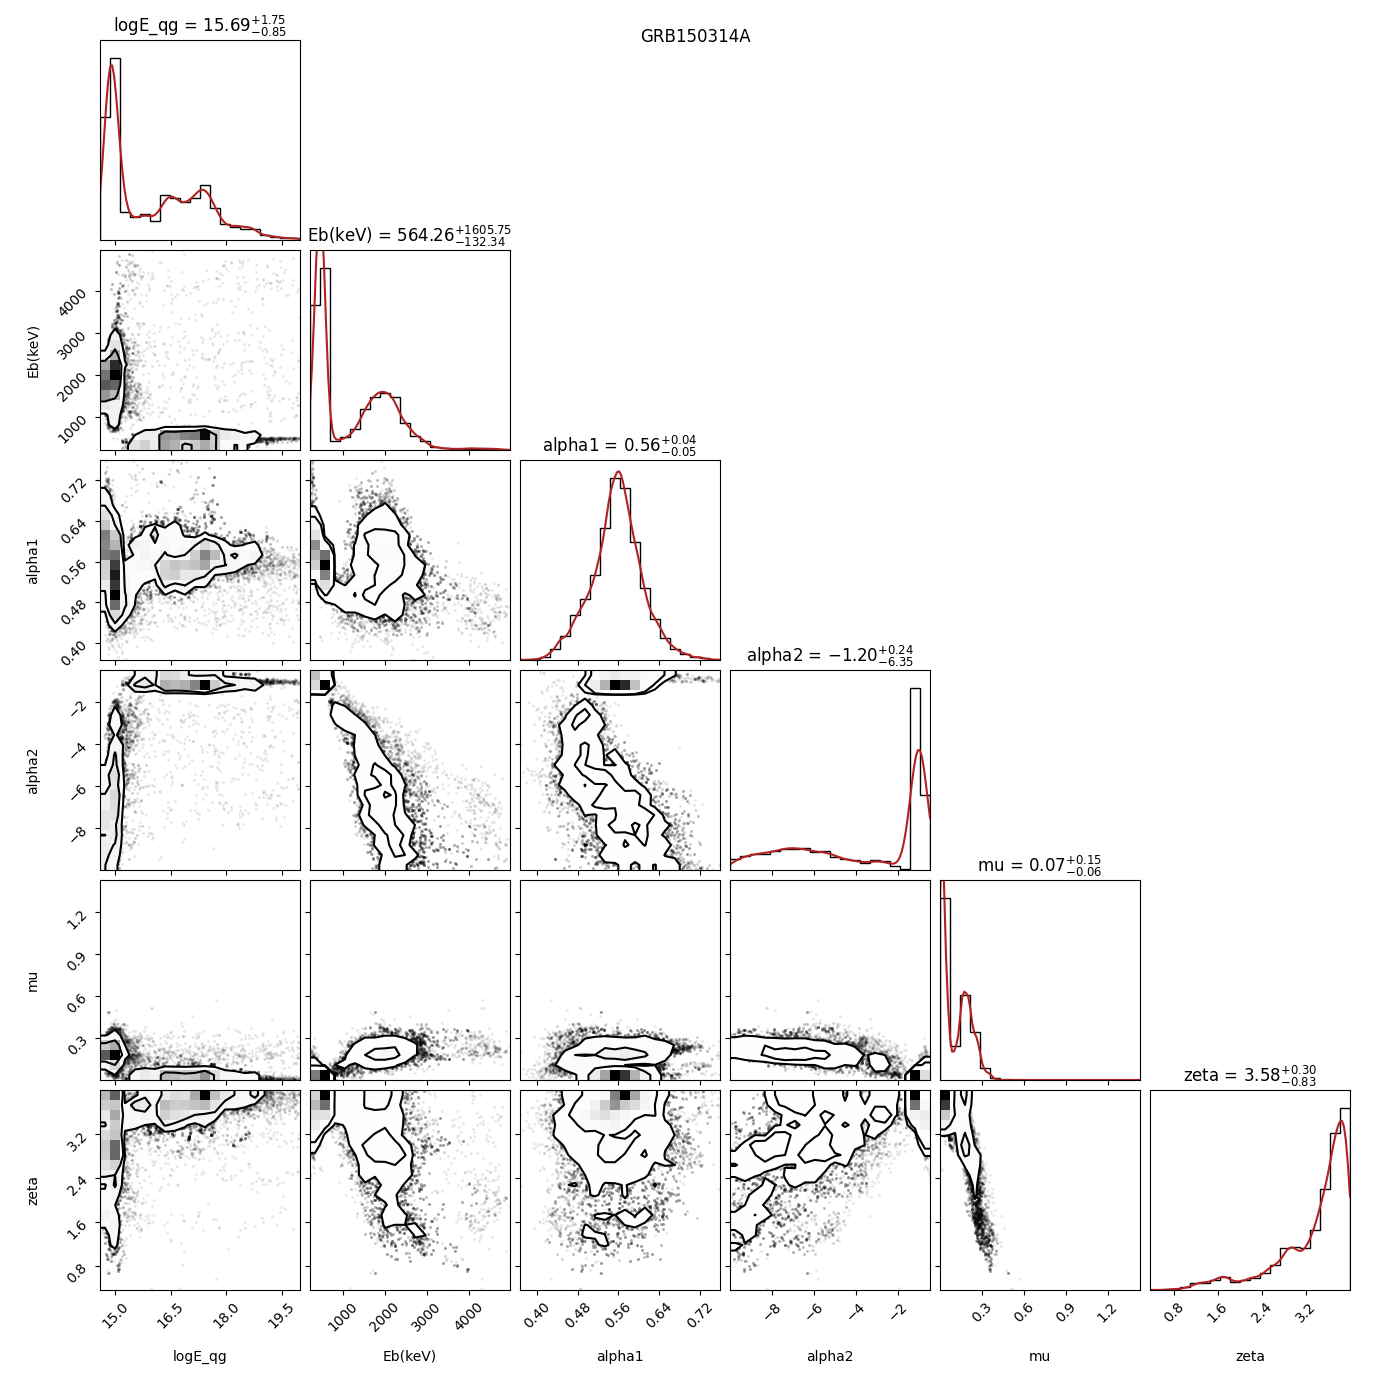 GRB150314A
logE_qg = 15.69 +1.75 −0.85
Eb(keV) = 564.26 +1605.75 −132.34
Eb(keV)
4000
3000
2000
1000
alpha1 = 0.56 +0.04 −0.05
alpha1
0.72
0.64
0.56
0.48
0.40
alpha2 = −1.20 +0.24 −6.35
alpha2
−2
−4
−6
−8
mu = 0.07 +0.15 −0.06
mu
1.2
0.9
0.6
0.3
zeta = 3.58 +0.30 −0.83
zeta
3.2
2.4
1.6
0.8
15.0 16.5 18.0 19.5 1000 2000 3000 4000 0.40 0.48 0.56 0.64 0.72 −8 −6 −4 −2 0.3 0.6 0.9 1.2 0.8 1.6 2.4 3.2
logE_qg Eb(keV) alpha1 alpha2 mu zeta